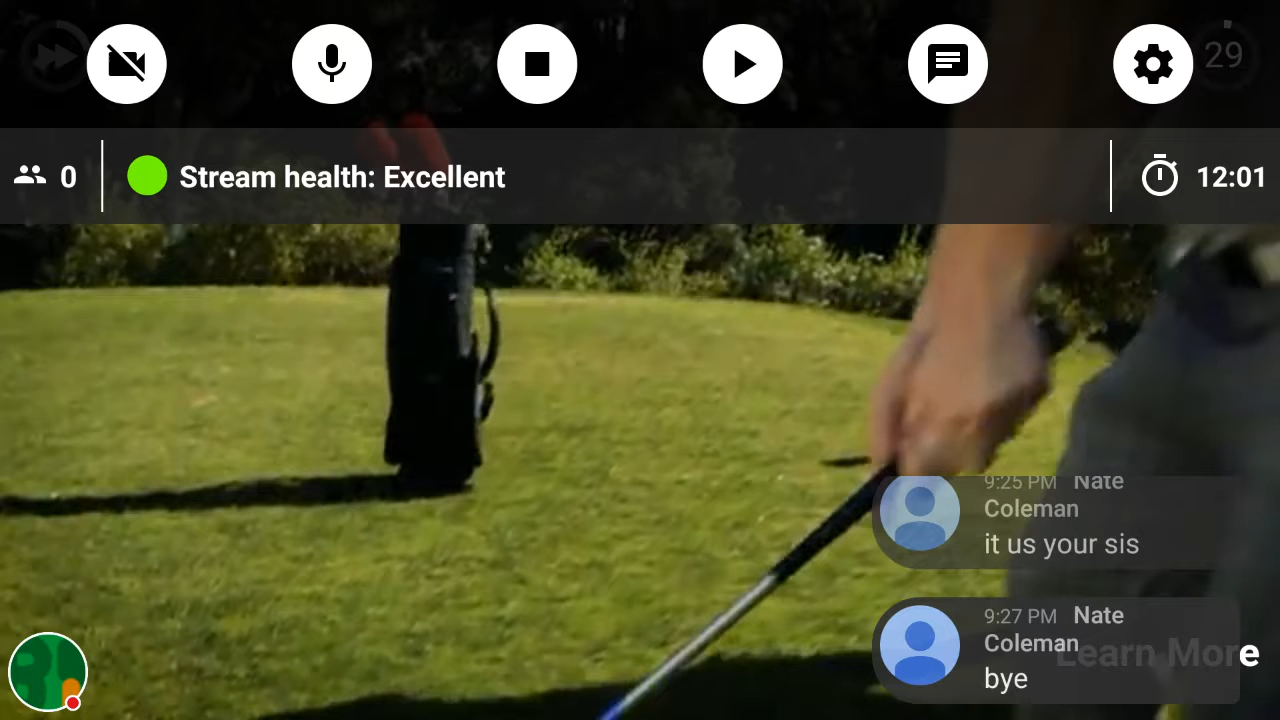 29
0
Stream health: Excellent
12:01
9:25 PM Nate
Coleman
it us your sis
9:27 PM Nate
Coleman
bye
Learn More